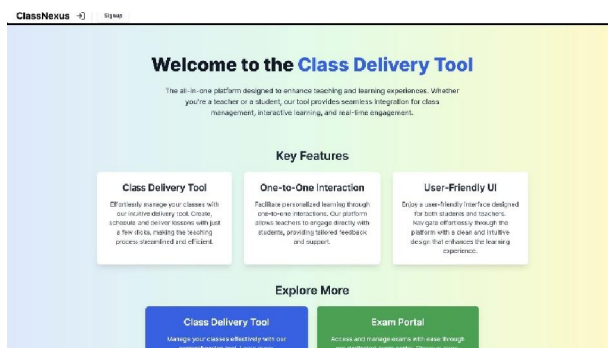 ClassNexus Signup
Welcome to the Class Delivery Tool
The all-in-one platform designed to enhance teaching and learning experiences. Whether
you're a teacher or a student, our tool provides seamless integration for class
management, interactive learning, and real-time engagement.
Key Features
Class Delivery Tool
Effortlessly manage your classes with
our intuitive delivery tool. Create,
schedule and deliver lessons with just
a few clicks, making the teaching
process streamlined and efficient.
One-to-One Interaction
Facilitate personalized learning through
one-to-one interactions. Our platform
allows teachers to engage directly with
students, providing tailored feedback
and support.
User-Friendly UI
Enjoy a user-friendly interface designed
for both students and teachers.
Navigate effortlessly through the
platform with a clean and intuitive
design that enhances the learning
experience.
Explore More
Class Delivery Tool
Manage your classes effectively with our
Exam Portal
Access and manage exams with ease through